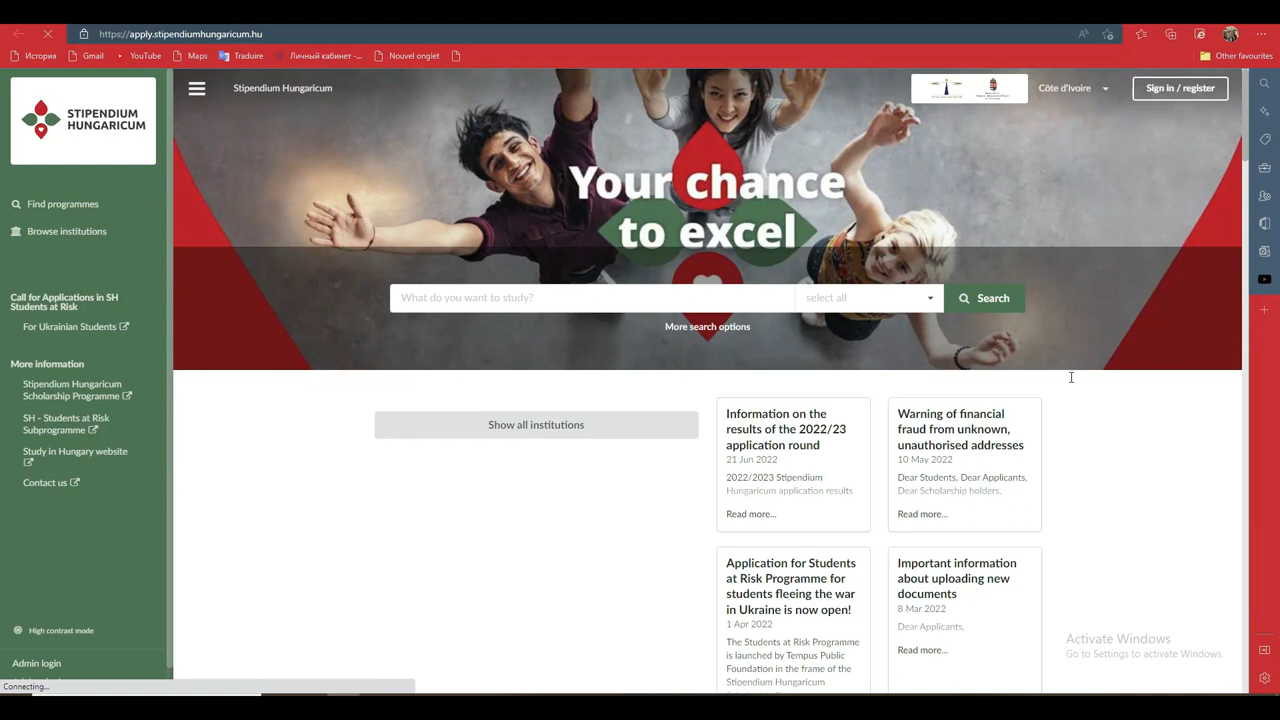 https://apply.stipendiumhungaricum.hu
История
Gmail
YouTube
Maps
Traduire
Личный кабинет -...
Nouvel onglet
Other favourites
STIPENDIUM
HUNGARICUM
Stipendium Hungaricum
Côte d'Ivoire
Sign in / register
Find programmes
Browse institutions
Call for Applications in SH
Students at Risk
For Ukrainian Students
More information
Stipendium Hungaricum
Scholarship Programme
SH - Students at Risk
Subprogramme
Study in Hungary website
Contact us
High contrast mode
Admin login
Connecting...
Your chance
to excel
What do you want to study?
select all
Search
More search options
Show all institutions
Information on the
results of the 2022/23
application round
21 Jun 2022
2022/2023 Stipendium
Hungaricum application results
Read more...
Warning of financial
fraud from unknown,
unauthorised addresses
10 May 2022
Dear Students, Dear Applicants,
Dear Scholarship holders,
Read more...
Application for Students
at Risk Programme for
students fleeing the war
in Ukraine is now open!
1 Apr 2022
The Students at Risk Programme
is launched by Tempus Public
Foundation in the frame of the
Stipendium Hungaricum
Important information
about uploading new
documents
8 Mar 2022
Dear Applicants,
Read more...
Activate Windows
Go to Settings to activate Windows.